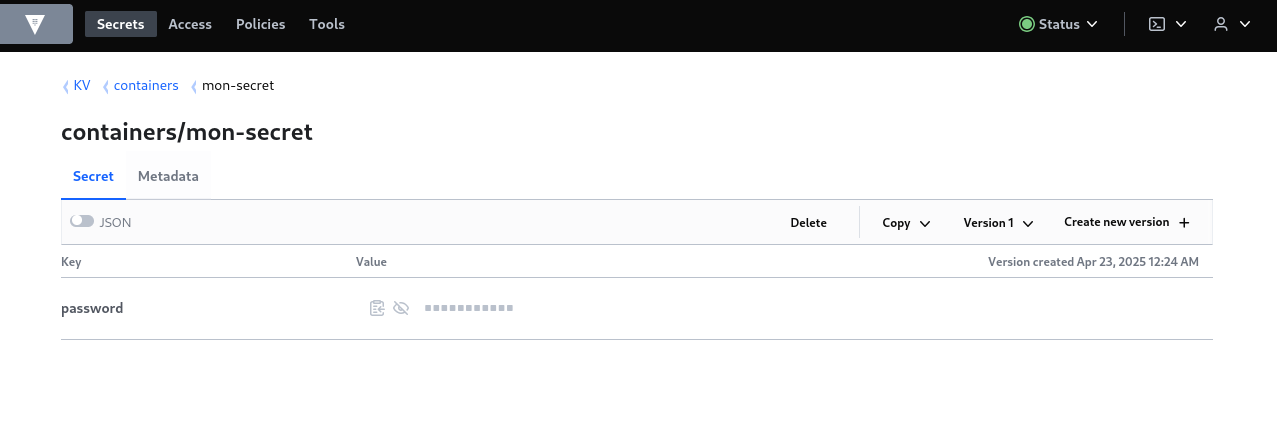 Secrets Access Policies Tools Status
KV containers mon-secret
containers/mon-secret
Secret Metadata
JSON Delete Copy Version 1 Create new version
Key Value Version created Apr 23, 2025 12:24 AM
password